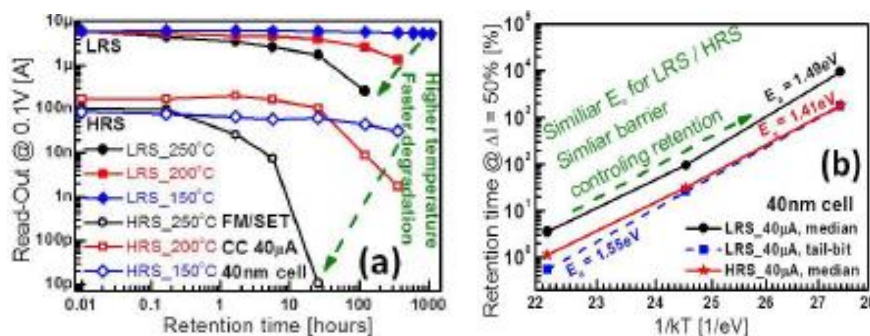 10μ
1μ
100n
10n
1n
100p
10p
Read-Out @ 0.1V [A]
LRS
HRS
LRS_250°C
LRS_200°C
LRS_150°C
HRS_250°C FM/SET
HRS_200°C CC 40μA
HRS_150°C 40nm cell
(a)
Higher temperature
Faster degradation
0.01 0.1 1 10 100 1000
Retention time [hours]
Retention time @ ΔI = 50% [%]
10⁵
10⁴
10³
10²
10¹
10⁰
Similiar Eₐ for LRS / HRS
Simliar barrier
controling retention
Eₐ = 1.49eV
Eₐ = 1.41eV
Eₐ = 1.55eV
(b)
40nm cell
LRS_40μA, median
LRS_40μA, tail-bit
HRS_40μA, median
22 23 24 25 26 27
1/kT [1/eV]